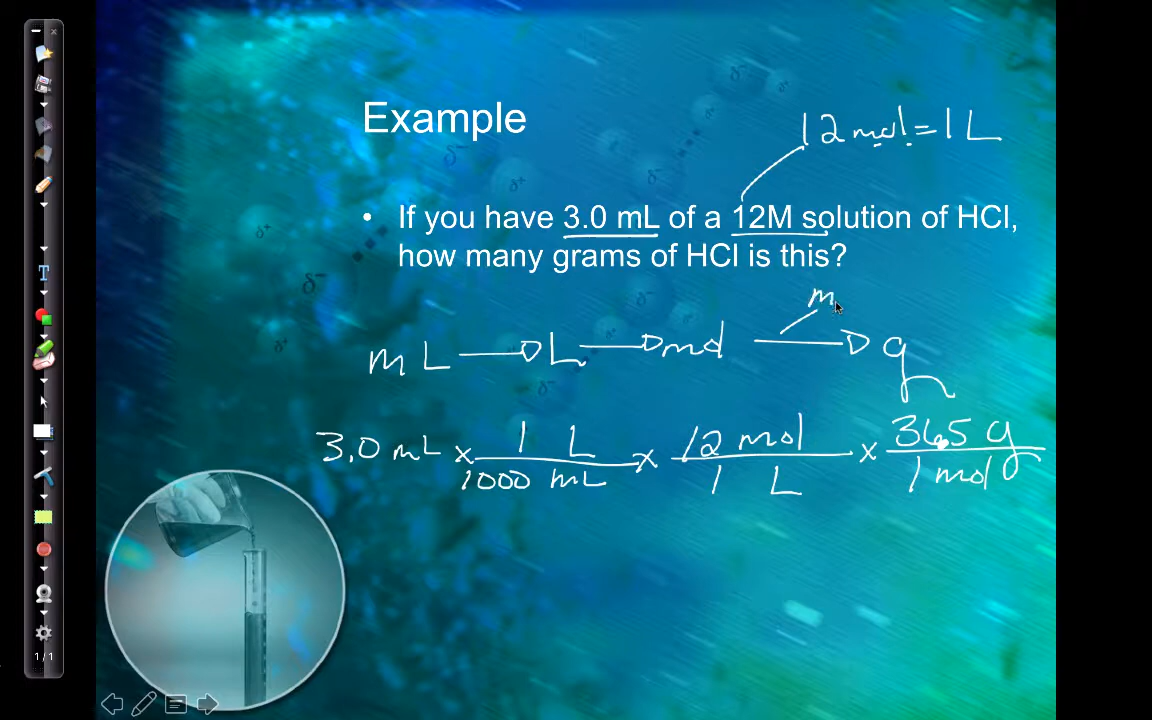 Example
12 mol = 1 L
• If you have 3.0 mL of a 12M solution of HCl,
how many grams of HCl is this?
m
mL → L → mol → g
3.0 mL x 1 L / 1000 mL x 12 mol / 1 L x 36.5 g / 1 mol
T
1/1